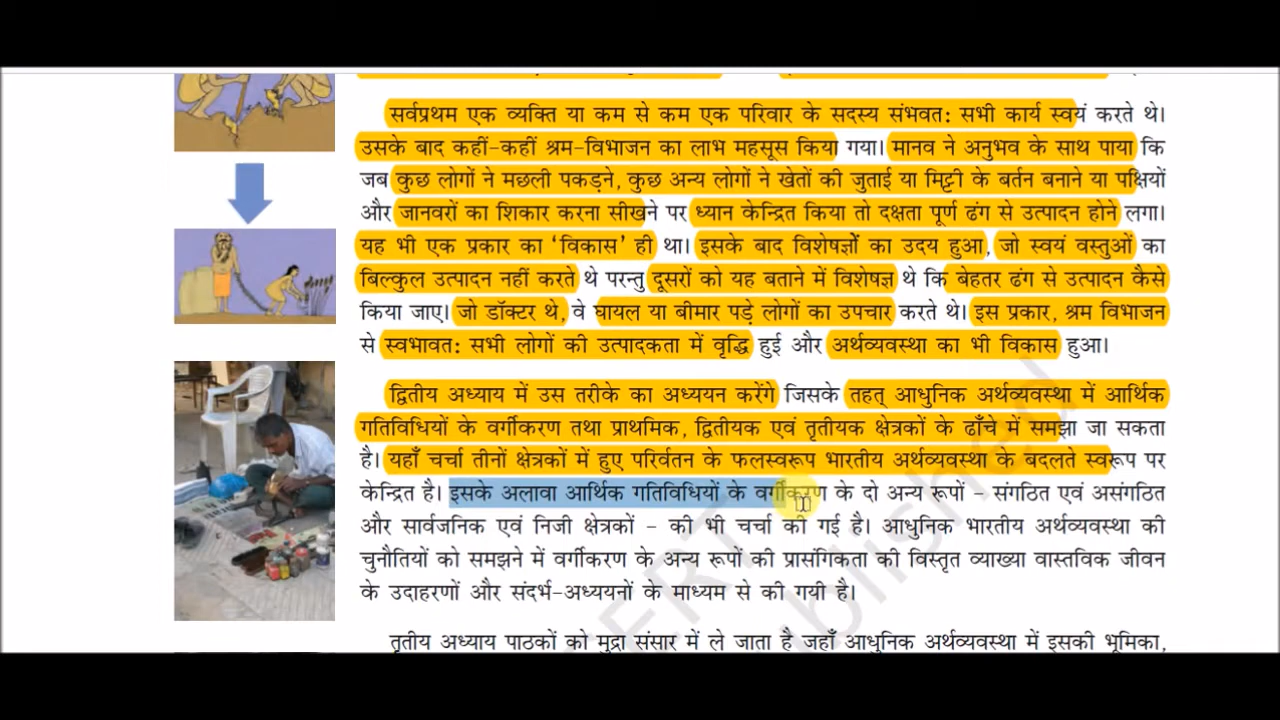 सर्वप्रथम एक व्यक्ति या कम से कम एक परिवार के सदस्य संभवत: सभी कार्य स्वयं करते थे।
उसके बाद कहीं-कहीं श्रम-विभाजन का लाभ महसूस किया गया। मानव ने अनुभव के साथ पाया कि
जब कुछ लोगों ने मछली पकड़ने, कुछ अन्य लोगों ने खेतों की जुताई या मिट्टी के बर्तन बनाने या पक्षियों
और जानवरों का शिकार करना सीखने पर ध्यान केन्द्रित किया तो दक्षता पूर्ण ढंग से उत्पादन होने लगा।
यह भी एक प्रकार का ‘विकास’ ही था। इसके बाद विशेषज्ञों का उदय हुआ, जो स्वयं वस्तुओं का
बिल्कुल उत्पादन नहीं करते थे परन्तु दूसरों को यह बताने में विशेषज्ञ थे कि बेहतर ढंग से उत्पादन कैसे
किया जाए। जो डॉक्टर थे, वे घायल या बीमार पड़े लोगों का उपचार करते थे। इस प्रकार, श्रम विभाजन
से स्वभावत: सभी लोगों की उत्पादकता में वृद्धि हुई और अर्थव्यवस्था का भी विकास हुआ।
द्वितीय अध्याय में उस तरीके का अध्ययन करेंगे जिसके तहत् आधुनिक अर्थव्यवस्था में आर्थिक
गतिविधियों के वर्गीकरण तथा प्राथमिक, द्वितीयक एवं तृतीयक क्षेत्रकों के ढाँचे में समझा जा सकता
है। यहाँ चर्चा तीनों क्षेत्रकों में हुए परिवर्तन के फलस्वरूप भारतीय अर्थव्यवस्था के बदलते स्वरूप पर
केन्द्रित है। इसके अलावा आर्थिक गतिविधियों के वर्गीकरण के दो अन्य रूपों - संगठित एवं असंगठित
और सार्वजनिक एवं निजी क्षेत्रकों - की भी चर्चा की गई है। आधुनिक भारतीय अर्थव्यवस्था की
चुनौतियों को समझने में वर्गीकरण के अन्य रूपों की प्रासंगिकता की विस्तृत व्याख्या वास्तविक जीवन
के उदाहरणों और संदर्भ-अध्ययनों के माध्यम से की गयी है।
तृतीय अध्याय पाठकों को मुद्रा संसार में ले जाता है जहाँ आधुनिक अर्थव्यवस्था में इसकी भूमिका,